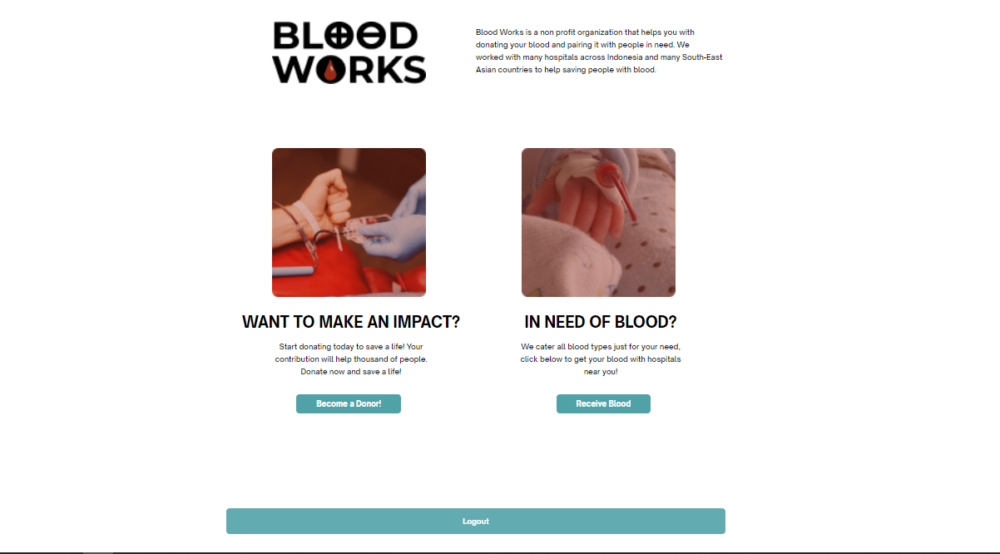 BLOOD
WORKS
Blood Works is a non profit organization that helps you with
donating your blood and pairing it with people in need. We
worked with many hospitals across Indonesia and many South-East
Asian countries to help saving people with blood.
WANT TO MAKE AN IMPACT?
Start donating today to save a life! Your
contribution will help thousand of people.
Donate now and save a life!
Become a Donor!
IN NEED OF BLOOD?
We cater all blood types just for your need,
click below to get your blood with hospitals
near you!
Receive Blood
Logout